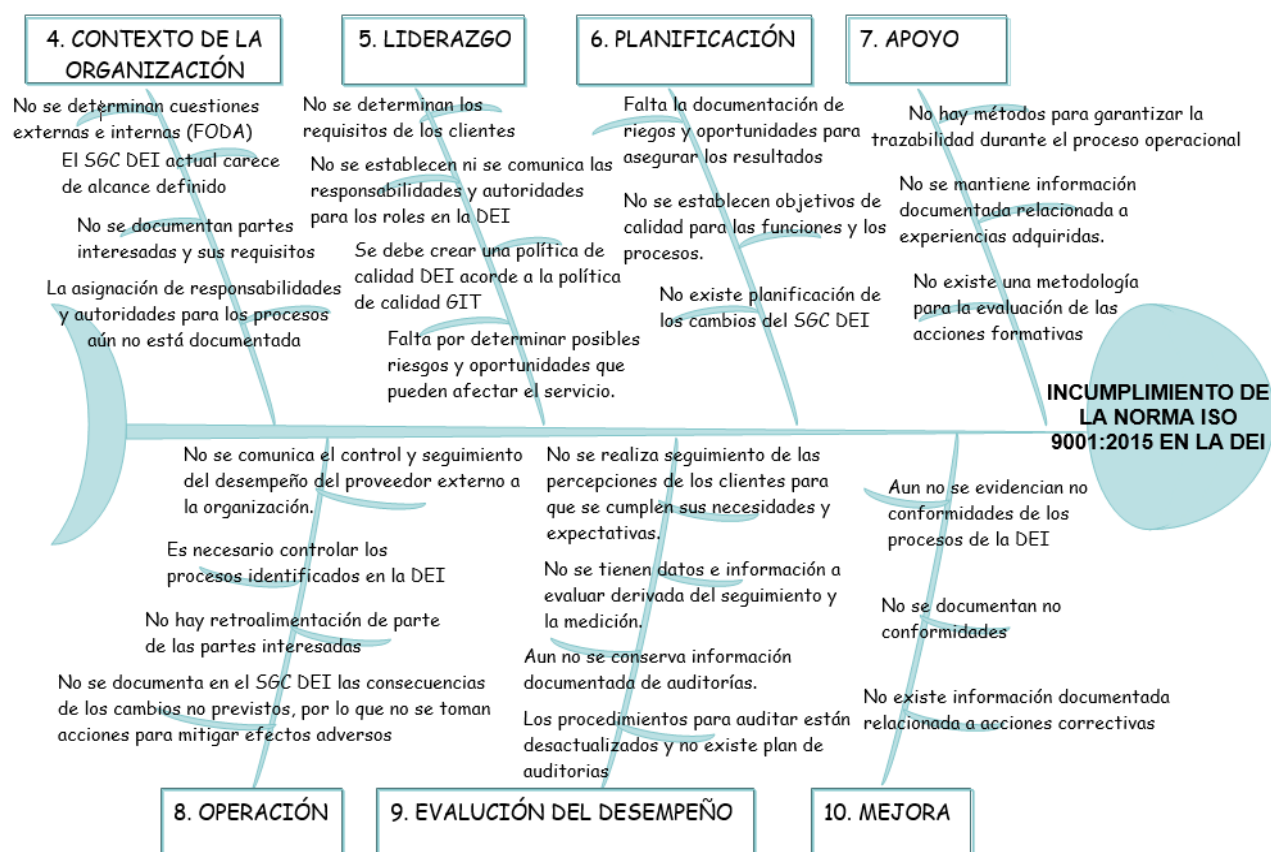 4. CONTEXTO DE LA
ORGANIZACIÓN
No se determinan cuestiones
externas e internas (FODA)
El SGC DEI actual carece
de alcance definido
No se documentan partes
interesadas y sus requisitos
La asignación de responsabilidades
y autoridades para los procesos
aún no está documentada
5. LIDERAZGO
No se determinan los
requisitos de los clientes
No se establecen ni se comunica las
responsabilidades y autoridades
para los roles en la DEI
Se debe crear una política de
calidad DEI acorde a la política
de calidad GIT
Falta por determinar posibles
riesgos y oportunidades que
pueden afectar el servicio.
6. PLANIFICACIÓN
Falta la documentación de
riegos y oportunidades para
asegurar los resultados
No se establecen objetivos de
calidad para las funciones y los
procesos.
No existe planificación de
los cambios del SGC DEI
7. APOYO
No hay métodos para garantizar la
trazabilidad durante el proceso operacional
No se mantiene información
documentada relacionada a
experiencias adquiridas.
No existe una metodología
para la evaluación de las
acciones formativas
INCUMPLIMIENTO DE
LA NORMA ISO
9001:2015 EN LA DEI
No se comunica el control y seguimiento
del desempeño del proveedor externo a
la organización.
Es necesario controlar los
procesos identificados en la DEI
No hay retroalimentación de parte
de las partes interesadas
No se documenta en el SGC DEI las consecuencias
de los cambios no previstos, por lo que no se toman
acciones para mitigar efectos adversos
8. OPERACIÓN
No se realiza seguimiento de las
percepciones de los clientes para
que se cumplen sus necesidades y
expectativas.
No se tienen datos e información a
evaluar derivada del seguimiento y
la medición.
Aun no se conserva información
documentada de auditorías.
Los procedimientos para auditar están
desactualizados y no existe plan de
auditorias
9. EVALUCIÓN DEL DESEMPEÑO
Aun no se evidencian no
conformidades de los
procesos de la DEI
No se documentan no
conformidades
No existe información documentada
relacionada a acciones correctivas
10. MEJORA